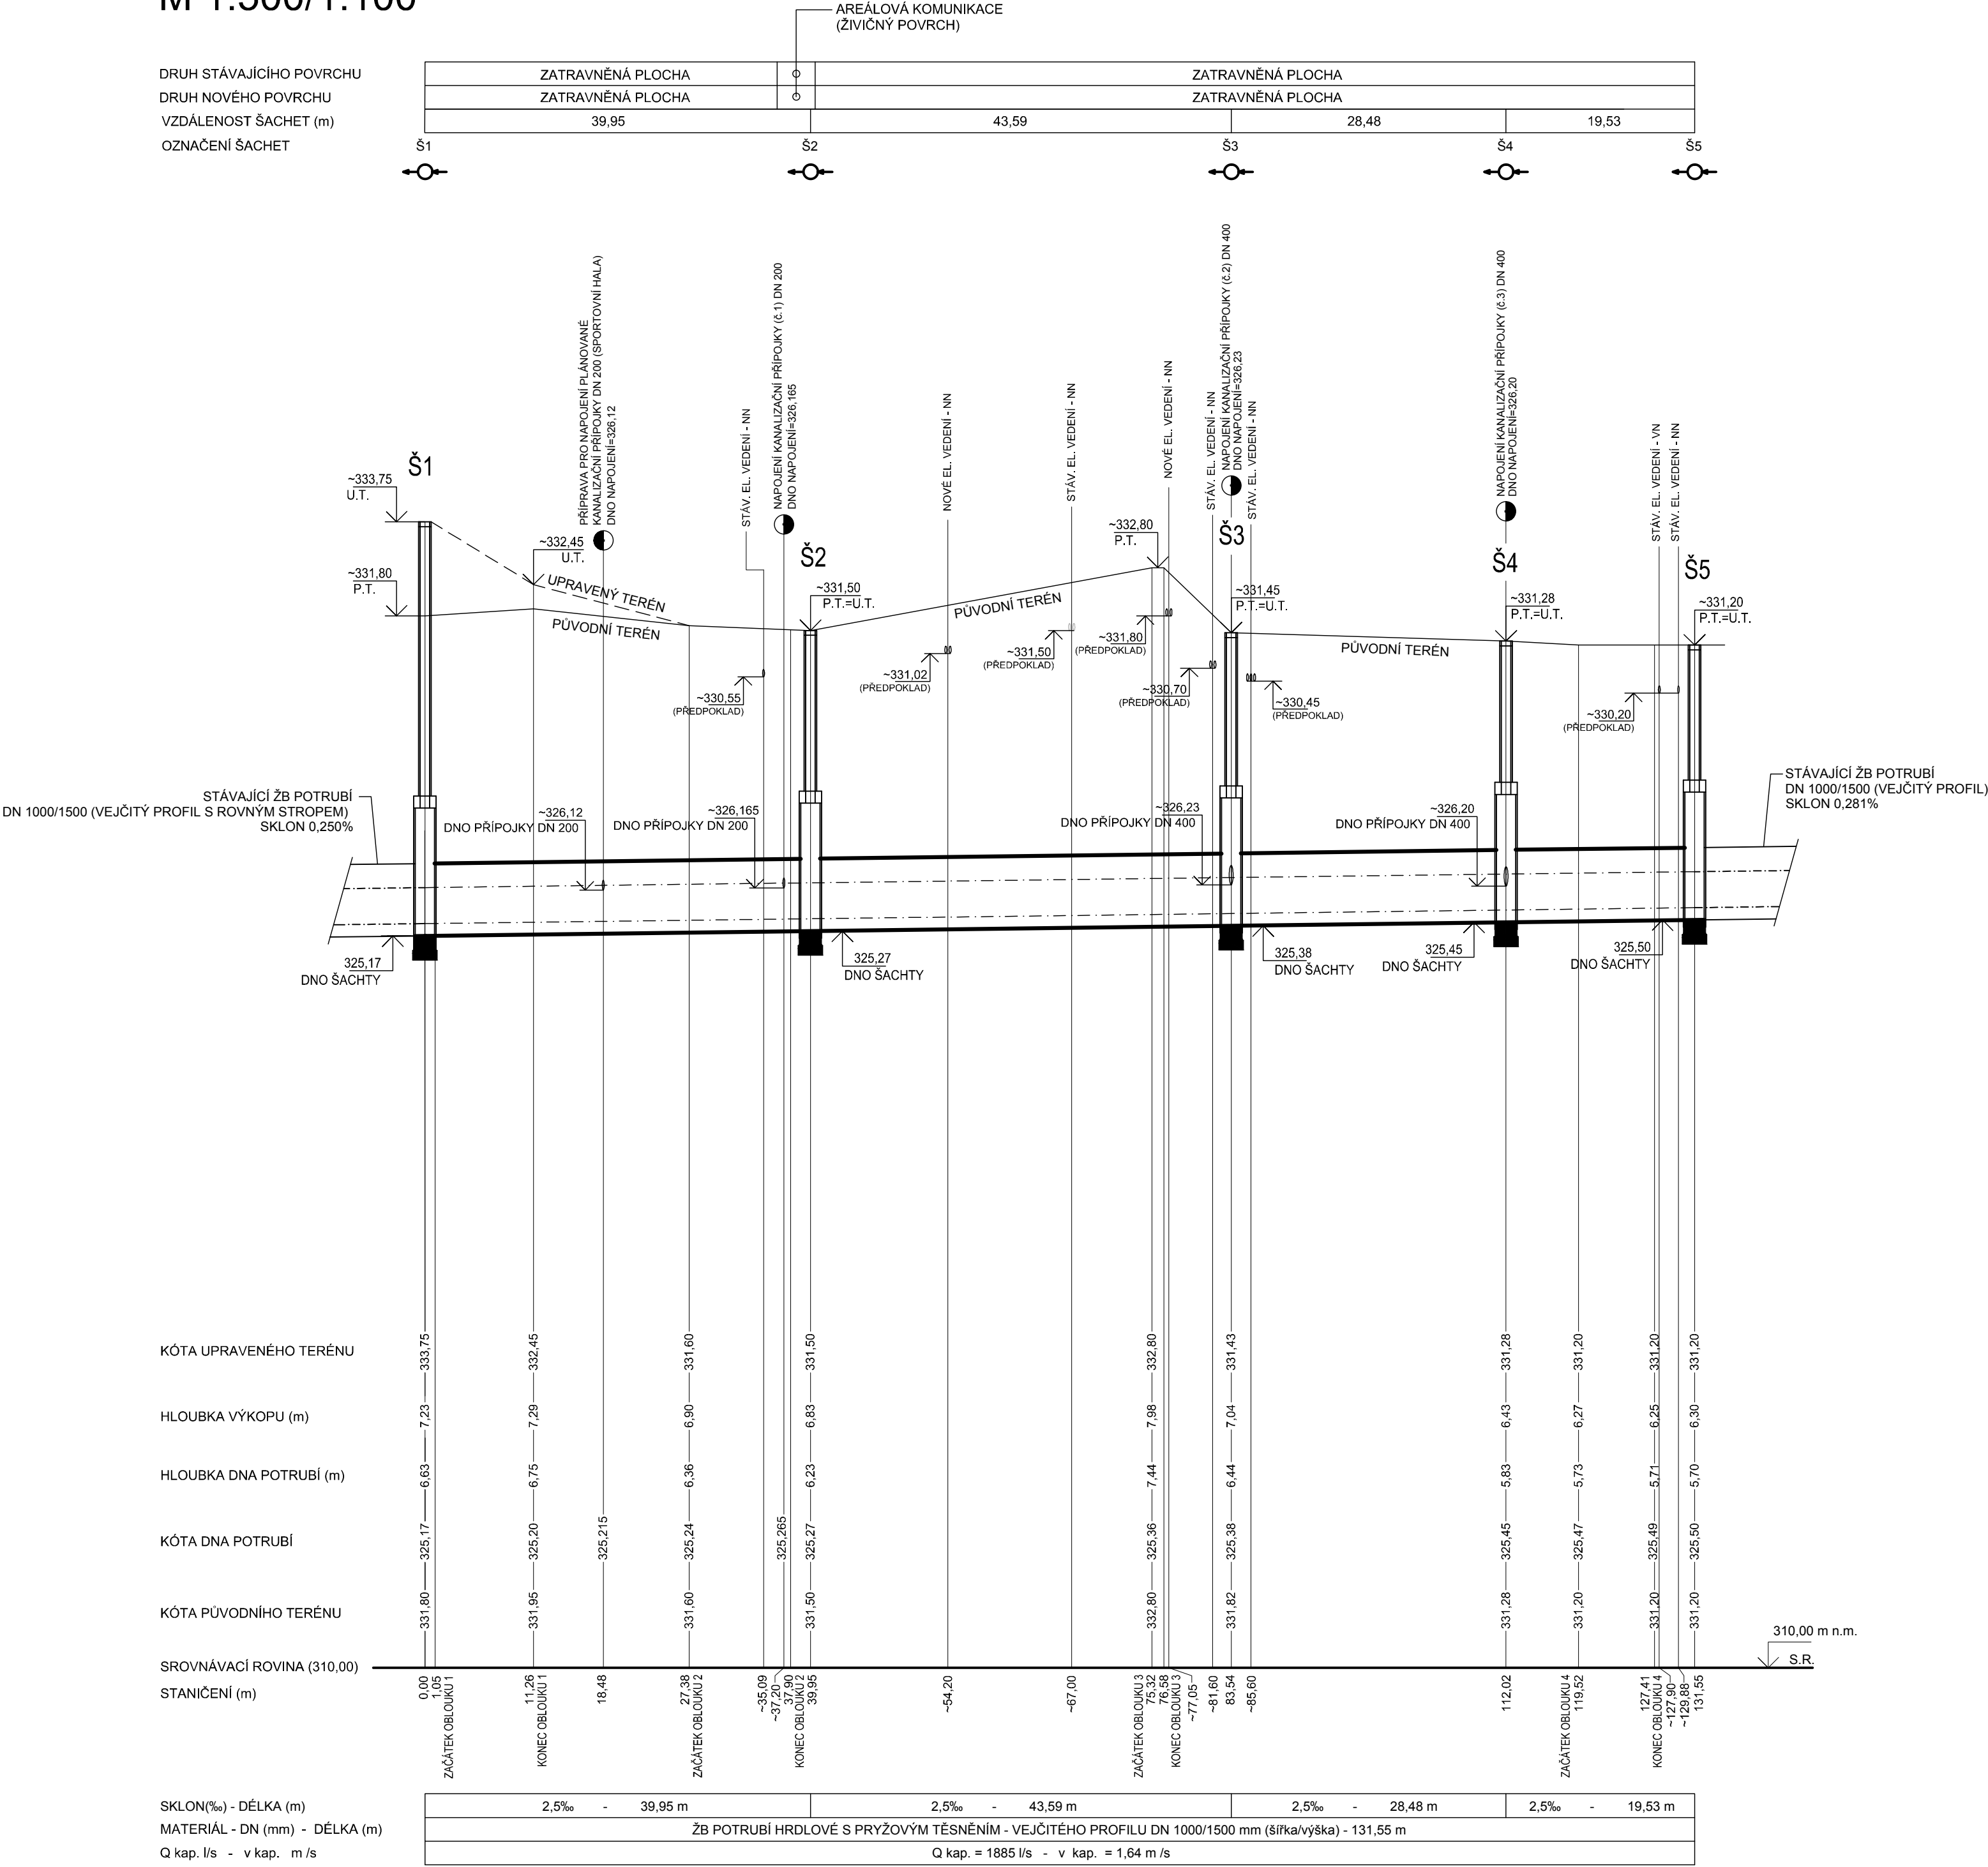 M 1:500/1:100
AREÁLOVÁ KOMUNIKACE
(ŽIVIČNÝ POVRCH)
DRUH STÁVAJÍCÍHO POVRCHU ZATRAVNĚNÁ PLOCHA ZATRAVNĚNÁ PLOCHA
DRUH NOVÉHO POVRCHU ZATRAVNĚNÁ PLOCHA ZATRAVNĚNÁ PLOCHA
VZDÁLENOST ŠACHET (m) 39,95 43,59 28,48 19,53
OZNAČENÍ ŠACHET Š1 Š2 Š3 Š4 Š5
PŘÍPRAVA PRO NAPOJENÍ PLÁNOVANÉ
KANALIZAČNÍ PŘÍPOJKY DN 200 (SPORTOVNÍ HALA)
DNO NAPOJENÍ=326,12
STÁV. EL. VEDENÍ - NN
NAPOJENÍ KANALIZAČNÍ PŘÍPOJKY (č.1) DN 200
DNO NAPOJENÍ=326,165
NOVÉ EL. VEDENÍ - NN
STÁV. EL. VEDENÍ - NN
NOVÉ EL. VEDENÍ - NN
STÁV. EL. VEDENÍ - NN
NAPOJENÍ KANALIZAČNÍ PŘÍPOJKY (č.2) DN 400
DNO NAPOJENÍ=326,23
STÁV. EL. VEDENÍ - NN
NAPOJENÍ KANALIZAČNÍ PŘÍPOJKY (č.3) DN 400
DNO NAPOJENÍ=326,20
STÁV. EL. VEDENÍ - VN
STÁV. EL. VEDENÍ - NN
Š1
~333,75
U.T.
~331,80
P.T.
~332,45
U.T.
UPRAVENÝ TERÉN
PŮVODNÍ TERÉN
Š2
~331,50
P.T.=U.T.
~330,55
(PŘEDPOKLAD)
~331,02
(PŘEDPOKLAD)
PŮVODNÍ TERÉN
~331,50
(PŘEDPOKLAD)
~332,80
P.T.
~331,80
(PŘEDPOKLAD)
~330,70
(PŘEDPOKLAD)
Š3
~331,45
P.T.=U.T.
~330,45
(PŘEDPOKLAD)
PŮVODNÍ TERÉN
Š4
~331,28
P.T.=U.T.
~330,20
(PŘEDPOKLAD)
Š5
~331,20
P.T.=U.T.
STÁVAJÍCÍ ŽB POTRUBÍ
DN 1000/1500 (VEJČITÝ PROFIL S ROVNÝM STROPEM)
SKLON 0,250%
~326,12
DNO PŘÍPOJKY DN 200
~326,165
DNO PŘÍPOJKY DN 200
~326,23
DNO PŘÍPOJKY DN 400
~326,20
DNO PŘÍPOJKY DN 400
STÁVAJÍCÍ ŽB POTRUBÍ
DN 1000/1500 (VEJČITÝ PROFIL)
SKLON 0,281%
325,17
DNO ŠACHTY
325,27
DNO ŠACHTY
325,38
DNO ŠACHTY
325,45
DNO ŠACHTY
325,50
DNO ŠACHTY
KÓTA UPRAVENÉHO TERÉNU 333,75 332,45 331,60 331,50 332,80 331,43 331,28 331,20 331,20 331,20
HLOUBKA VÝKOPU (m) 7,23 7,29 6,90 6,83 7,98 7,04 6,43 6,27 6,25 6,30
HLOUBKA DNA POTRUBÍ (m) 6,63 6,75 6,36 6,23 7,44 6,44 5,83 5,73 5,71 5,70
KÓTA DNA POTRUBÍ 325,17 325,20 325,215 325,24 325,265 325,27 325,36 325,38 325,45 325,47 325,49 325,50
KÓTA PŮVODNÍHO TERÉNU 331,80 331,95 331,60 331,50 332,80 331,82 331,28 331,20 331,20 331,20
310,00 m n.m.
S.R.
SROVNÁVACÍ ROVINA (310,00)
STANIČENÍ (m) 0,00 1,05 11,26 18,48 27,38 ~35,09 ~37,20 37,90 39,95 ~54,20 ~67,00 75,32 76,58 ~77,05 ~81,60 83,54 ~85,60 112,02 119,52 127,41 ~127,90 ~129,88 131,55
ZAČÁTEK OBLOUKU 1
KONEC OBLOUKU 1
ZAČÁTEK OBLOUKU 2
KONEC OBLOUKU 2
ZAČÁTEK OBLOUKU 3
KONEC OBLOUKU 3
ZAČÁTEK OBLOUKU 4
KONEC OBLOUKU 4
SKLON(‰) - DÉLKA (m) 2,5‰ - 39,95 m 2,5‰ - 43,59 m 2,5‰ - 28,48 m 2,5‰ - 19,53 m
MATERIÁL - DN (mm) - DÉLKA (m) ŽB POTRUBÍ HRDLOVÉ S PRYŽOVÝM TĚSNĚNÍM - VEJČITÉHO PROFILU DN 1000/1500 mm (šířka/výška) - 131,55 m
Q kap. l/s - v kap. m /s Q kap. = 1885 l/s - v kap. = 1,64 m /s